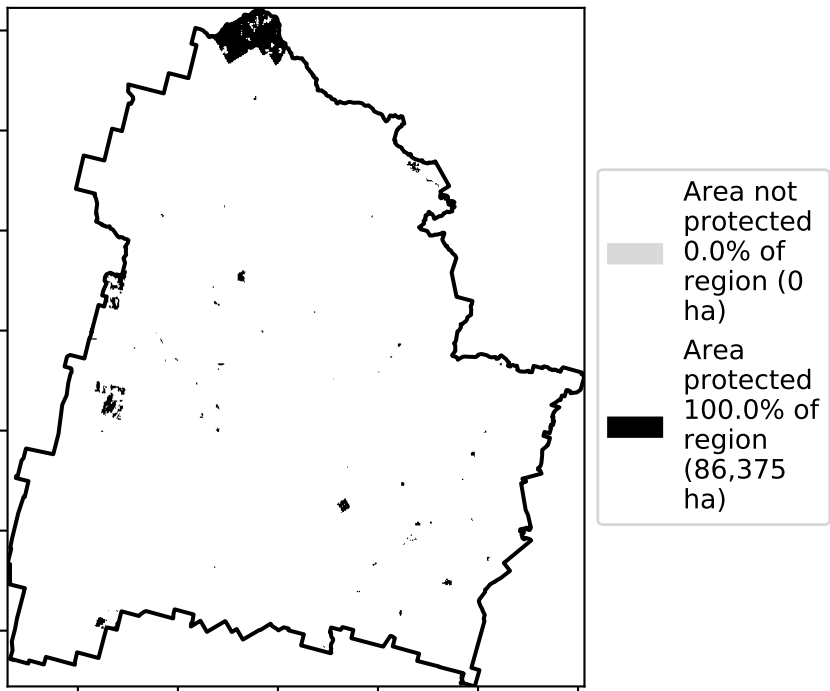 Area not
protected
0.0% of
region (0
ha)
Area
protected
100.0% of
region
(86,375
ha)